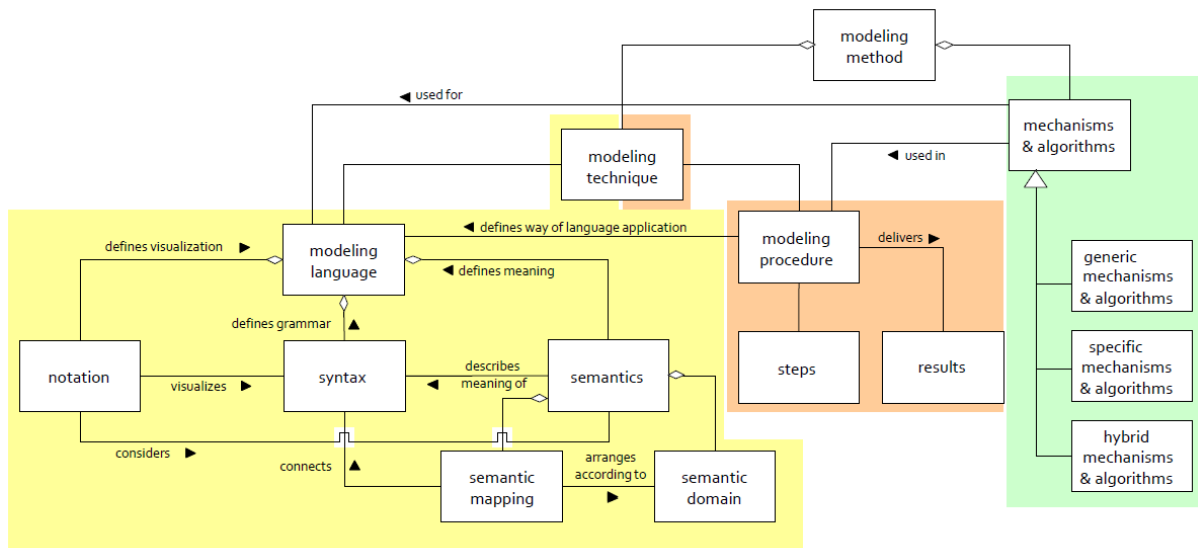 modeling
method
used for
mechanisms
& algorithms
modeling
technique
used in
defines way of language application
modeling
procedure
delivers
defines visualization
modeling
language
defines meaning
generic
mechanisms
& algorithms
defines grammar
notation
visualizes
syntax
describes
meaning of
semantics
steps
results
specific
mechanisms
& algorithms
considers
connects
semantic
mapping
arranges
according to
semantic
domain
hybrid
mechanisms
& algorithms